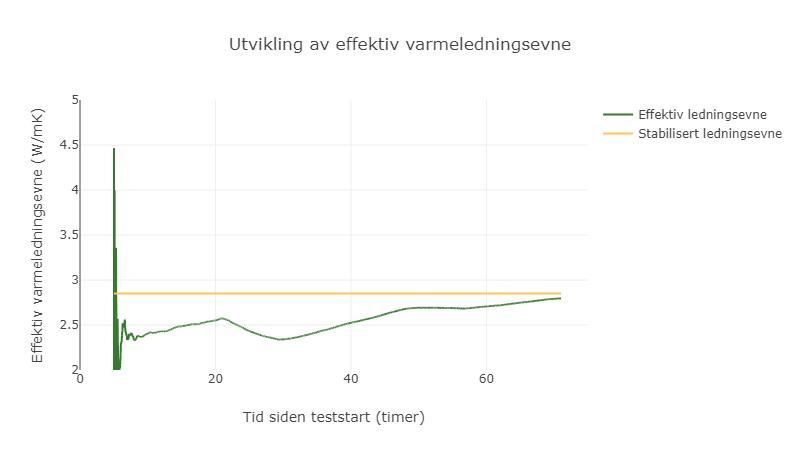 Utvikling av effektiv varmeledningsevne
Effektiv varmeledningsevne (W/mK)
5
4.5
4
3.5
3
2.5
2
0
20
40
60
Tid siden teststart (timer)
Effektiv ledningsevne
Stabilisert ledningsevne